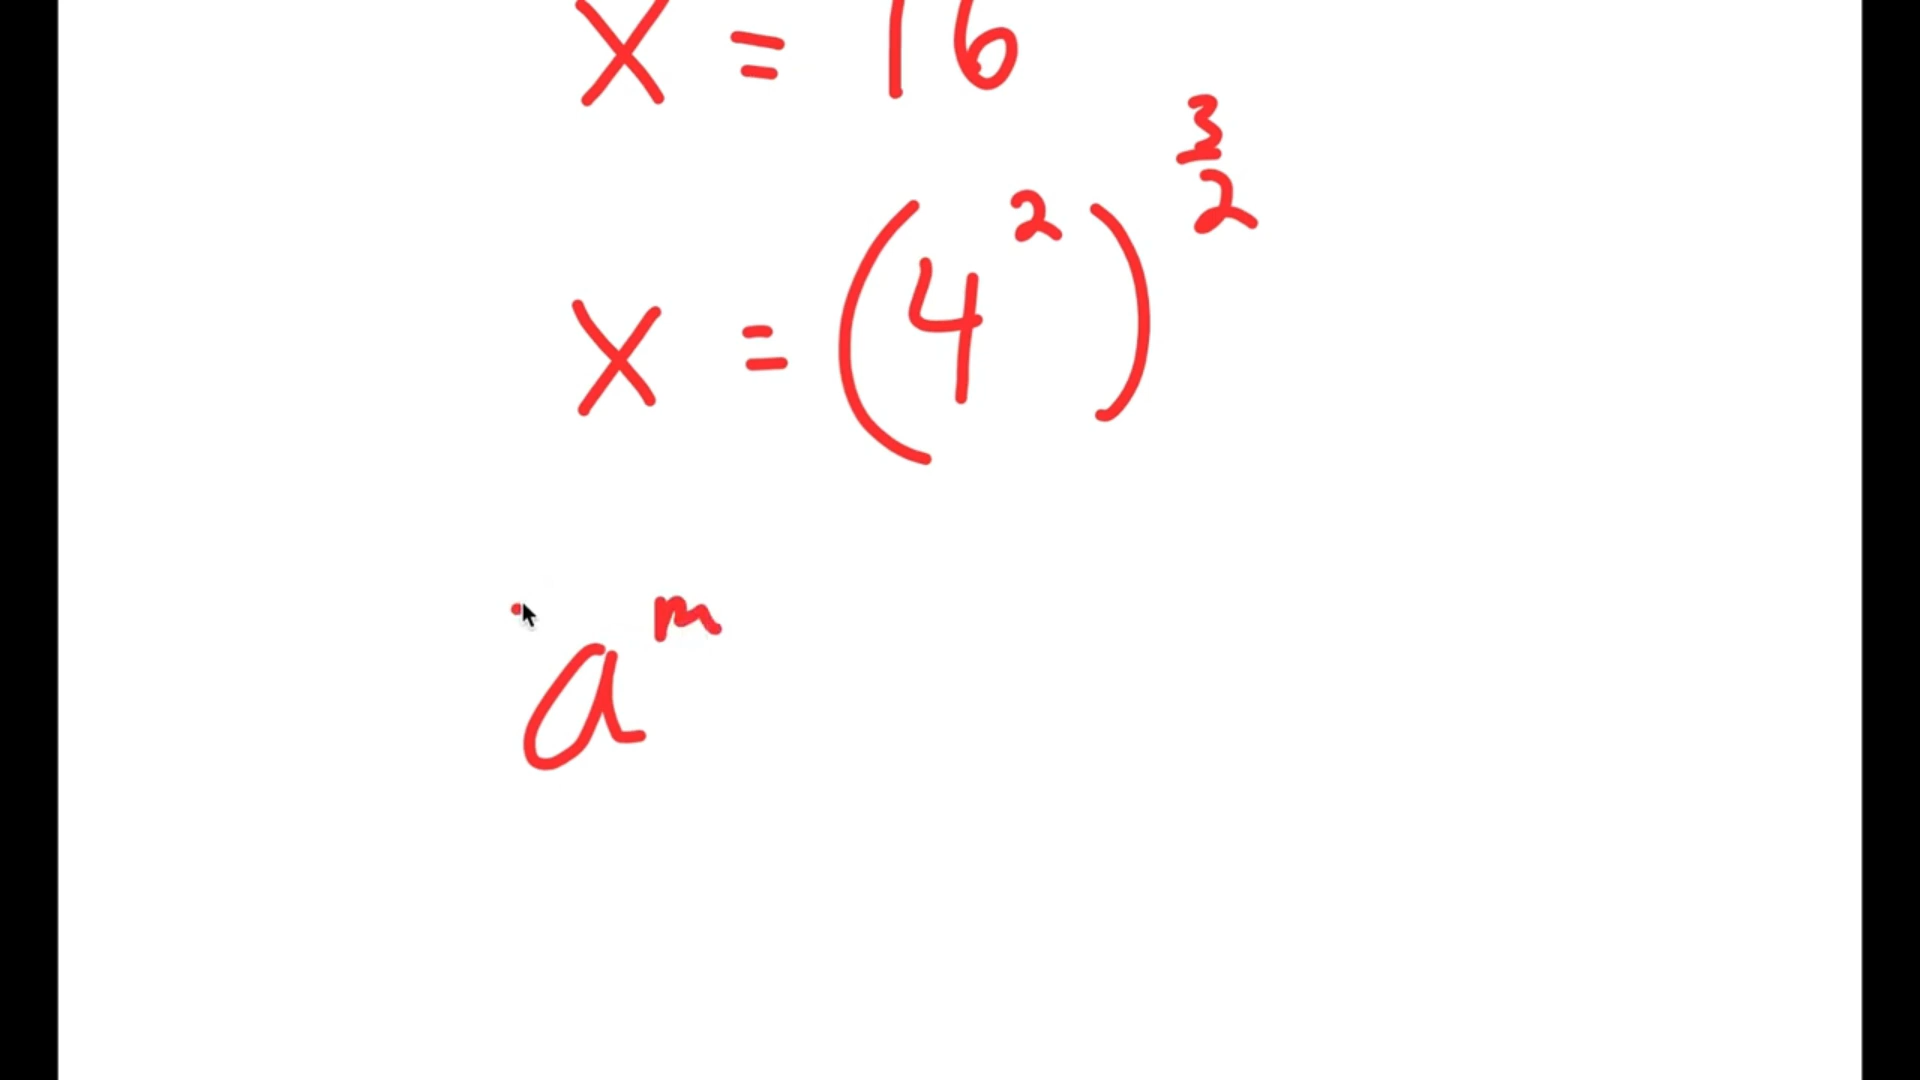 x = 16
x = (4²)^3/2
a^m